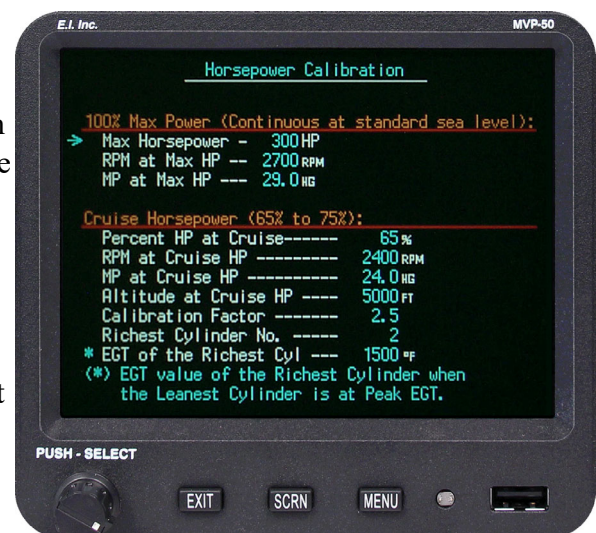 E.I. Inc. MVP-50
Horsepower Calibration
100% Max Power (Continuous at standard sea level):
→ Max Horsepower - 300 HP
RPM at Max HP -- 2700 RPM
MP at Max HP --- 29.0 HG
Cruise Horsepower (65% to 75%):
Percent HP at Cruise------ 65 %
RPM at Cruise HP --------- 2400 RPM
MP at Cruise HP ---------- 24.0 HG
Altitude at Cruise HP ---- 5000 FT
Calibration Factor ------- 2.5
Richest Cylinder No. ----- 2
* EGT of the Richest Cyl --- 1500 °F
(*) EGT value of the Richest Cylinder when
the Leanest Cylinder is at Peak EGT.
PUSH - SELECT
EXIT SCRN MENU